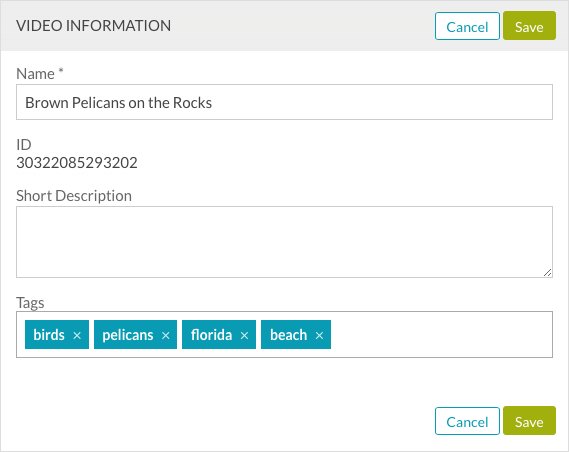 VIDEO INFORMATION Cancel Save
Name *
Brown Pelicans on the Rocks
ID
30322085293202
Short Description
Tags
birds × pelicans × florida × beach ×
Cancel Save